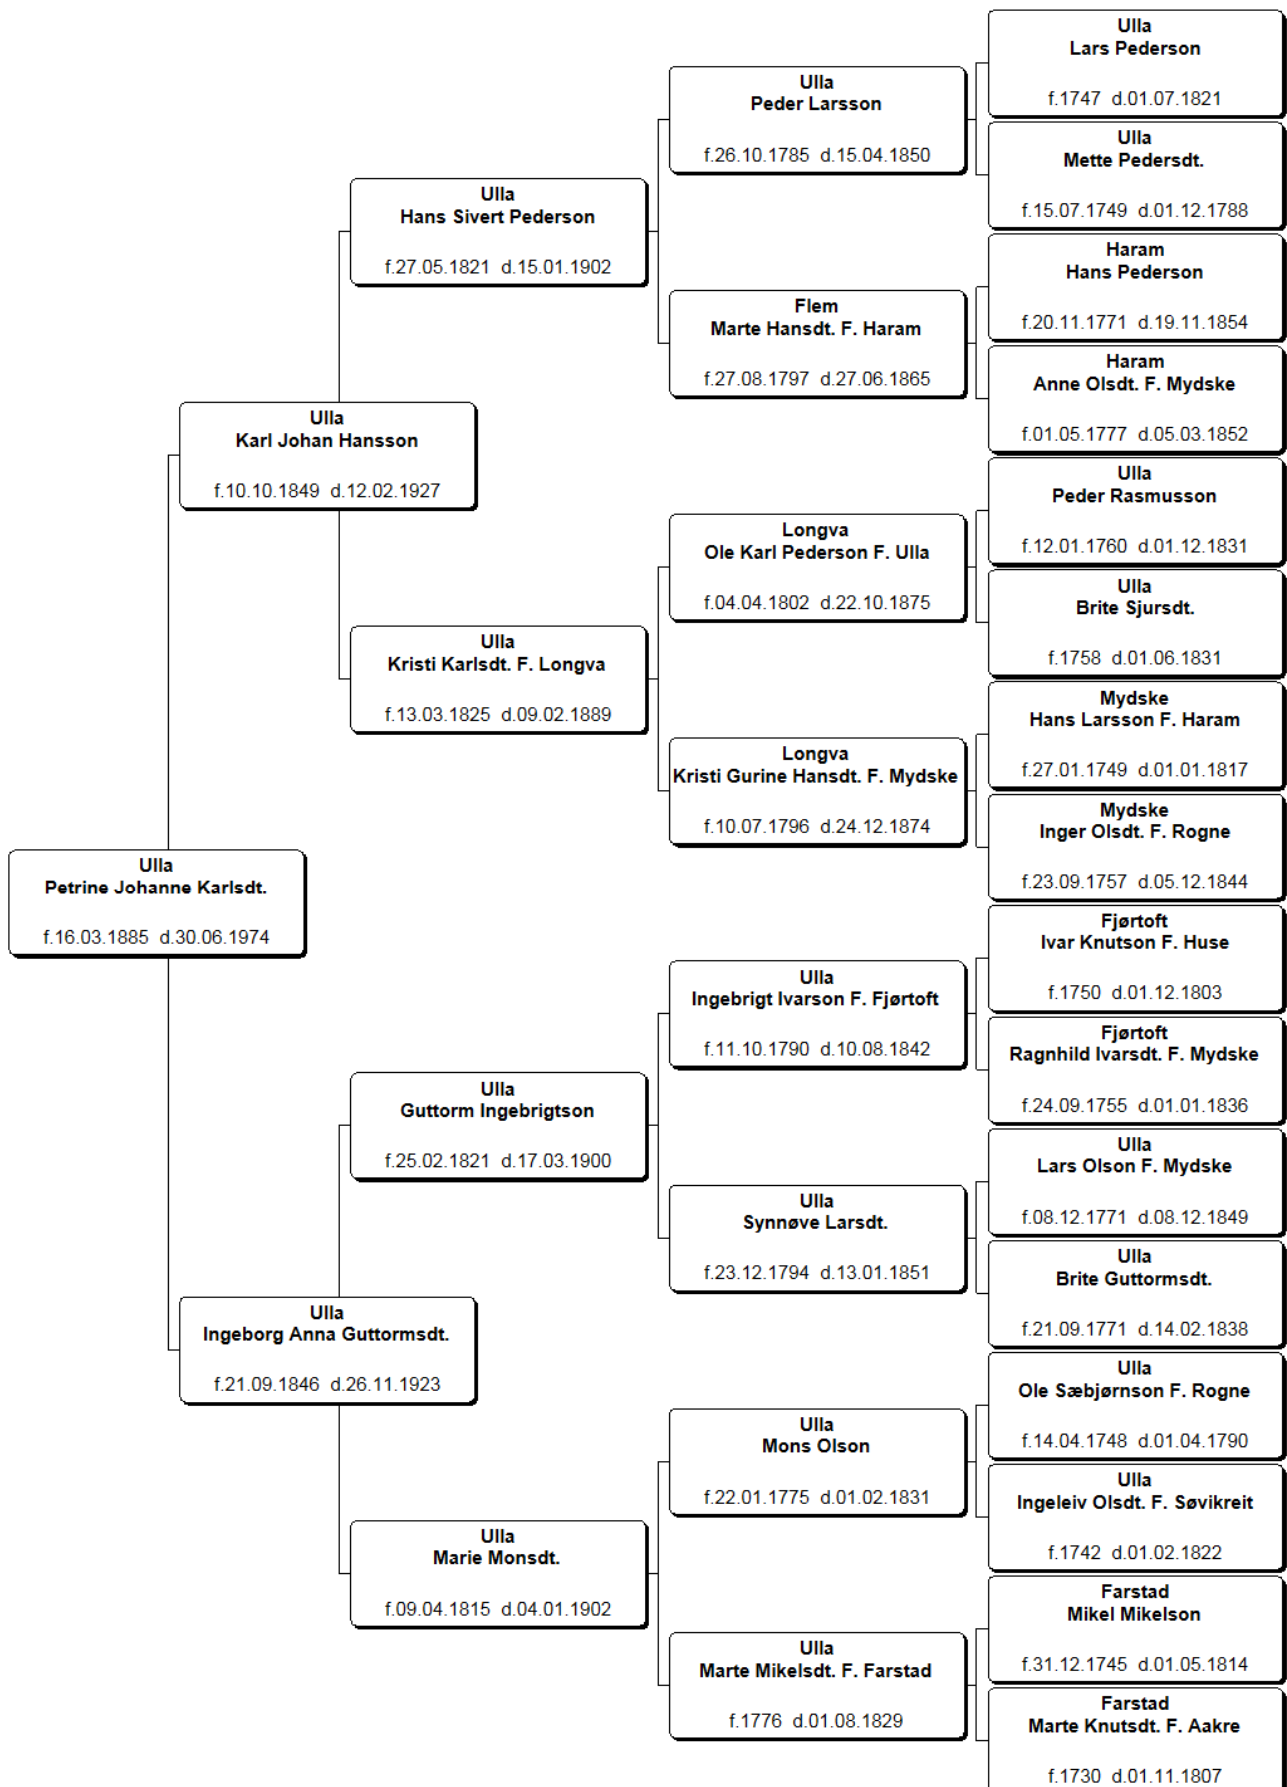 Ulla
Petrine Johanne Karlsdt.
f.16.03.1885 d.30.06.1974
Ulla
Karl Johan Hansson
f.10.10.1849 d.12.02.1927
Ulla
Ingeborg Anna Guttormsdt.
f.21.09.1846 d.26.11.1923
Ulla
Hans Sivert Pederson
f.27.05.1821 d.15.01.1902
Ulla
Kristi Karlsdt. F. Longva
f.13.03.1825 d.09.02.1889
Ulla
Guttorm Ingebrigtson
f.25.02.1821 d.17.03.1900
Ulla
Marie Monsdt.
f.09.04.1815 d.04.01.1902
Ulla
Peder Larsson
f.26.10.1785 d.15.04.1850
Flem
Marte Hansdt. F. Haram
f.27.08.1797 d.27.06.1865
Longva
Ole Karl Pederson F. Ulla
f.04.04.1802 d.22.10.1875
Longva
Kristi Gurine Hansdt. F. Mydske
f.10.07.1796 d.24.12.1874
Ulla
Ingebrigt Ivarson F. Fjørtoft
f.11.10.1790 d.10.08.1842
Ulla
Synnøve Larsdt.
f.23.12.1794 d.13.01.1851
Ulla
Mons Olson
f.22.01.1775 d.01.02.1831
Ulla
Marte Mikelsdt. F. Farstad
f.1776 d.01.08.1829
Ulla
Lars Pederson
f.1747 d.01.07.1821
Ulla
Mette Pedersdt.
f.15.07.1749 d.01.12.1788
Haram
Hans Pederson
f.20.11.1771 d.19.11.1854
Haram
Anne Olsdt. F. Mydske
f.01.05.1777 d.05.03.1852
Ulla
Peder Rasmusson
f.12.01.1760 d.01.12.1831
Ulla
Brite Sjursdt.
f.1758 d.01.06.1831
Mydske
Hans Larsson F. Haram
f.27.01.1749 d.01.01.1817
Mydske
Inger Olsdt. F. Rogne
f.23.09.1757 d.05.12.1844
Fjørtoft
Ivar Knutson F. Huse
f.1750 d.01.12.1803
Fjørtoft
Ragnhild Ivarsdt. F. Mydske
f.24.09.1755 d.01.01.1836
Ulla
Lars Olson F. Mydske
f.08.12.1771 d.08.12.1849
Ulla
Brite Guttormsdt.
f.21.09.1771 d.14.02.1838
Ulla
Ole Sæbjørnson F. Rogne
f.14.04.1748 d.01.04.1790
Ulla
Ingeleiv Olsdt. F. Søvikreit
f.1742 d.01.02.1822
Farstad
Mikel Mikelson
f.31.12.1745 d.01.05.1814
Farstad
Marte Knutsdt. F. Aakre
f.1730 d.01.11.1807